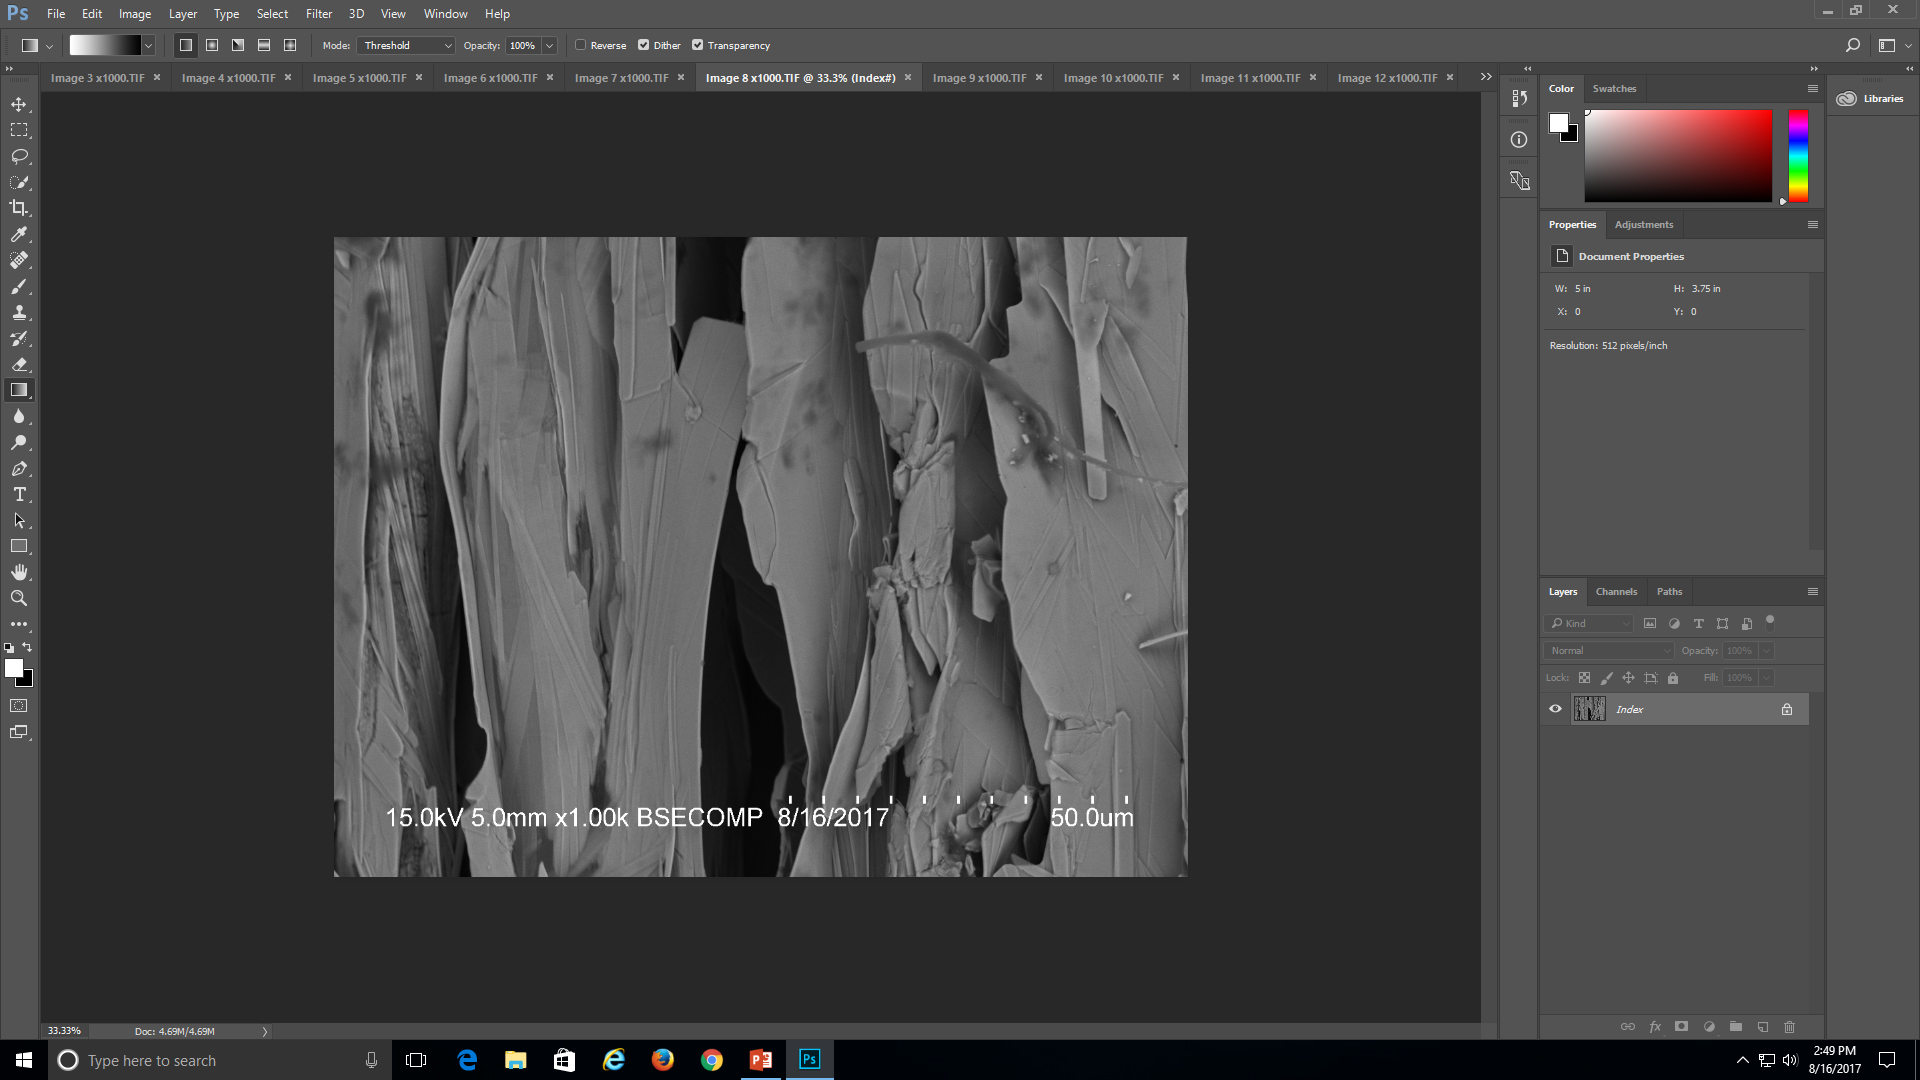 Ps File Edit Image Layer Type Select Filter 3D View Window Help
Mode: Threshold Opacity: 100% Reverse Dither Transparency
Image 3 x1000.TIF Image 4 x1000.TIF Image 5 x1000.TIF Image 6 x1000.TIF Image 7 x1000.TIF Image 8 x1000.TIF @ 33.3% (Index#) Image 9 x1000.TIF Image 10 x1000.TIF Image 11 x1000.TIF Image 12 x1000.TIF
Color Swatches
Libraries
Properties Adjustments
Document Properties
W: 5 in H: 3.75 in
X: 0 Y: 0
Resolution: 512 pixels/inch
Layers Channels Paths
Kind
Normal Opacity: 100%
Lock: Fill: 100%
Index
fx
15.0kV 5.0mm x1.00k BSECOMP 8/16/2017 50.0um
33.33% Doc: 4.69M/4.69M
Type here to search
Ps
2:49 PM
8/16/2017